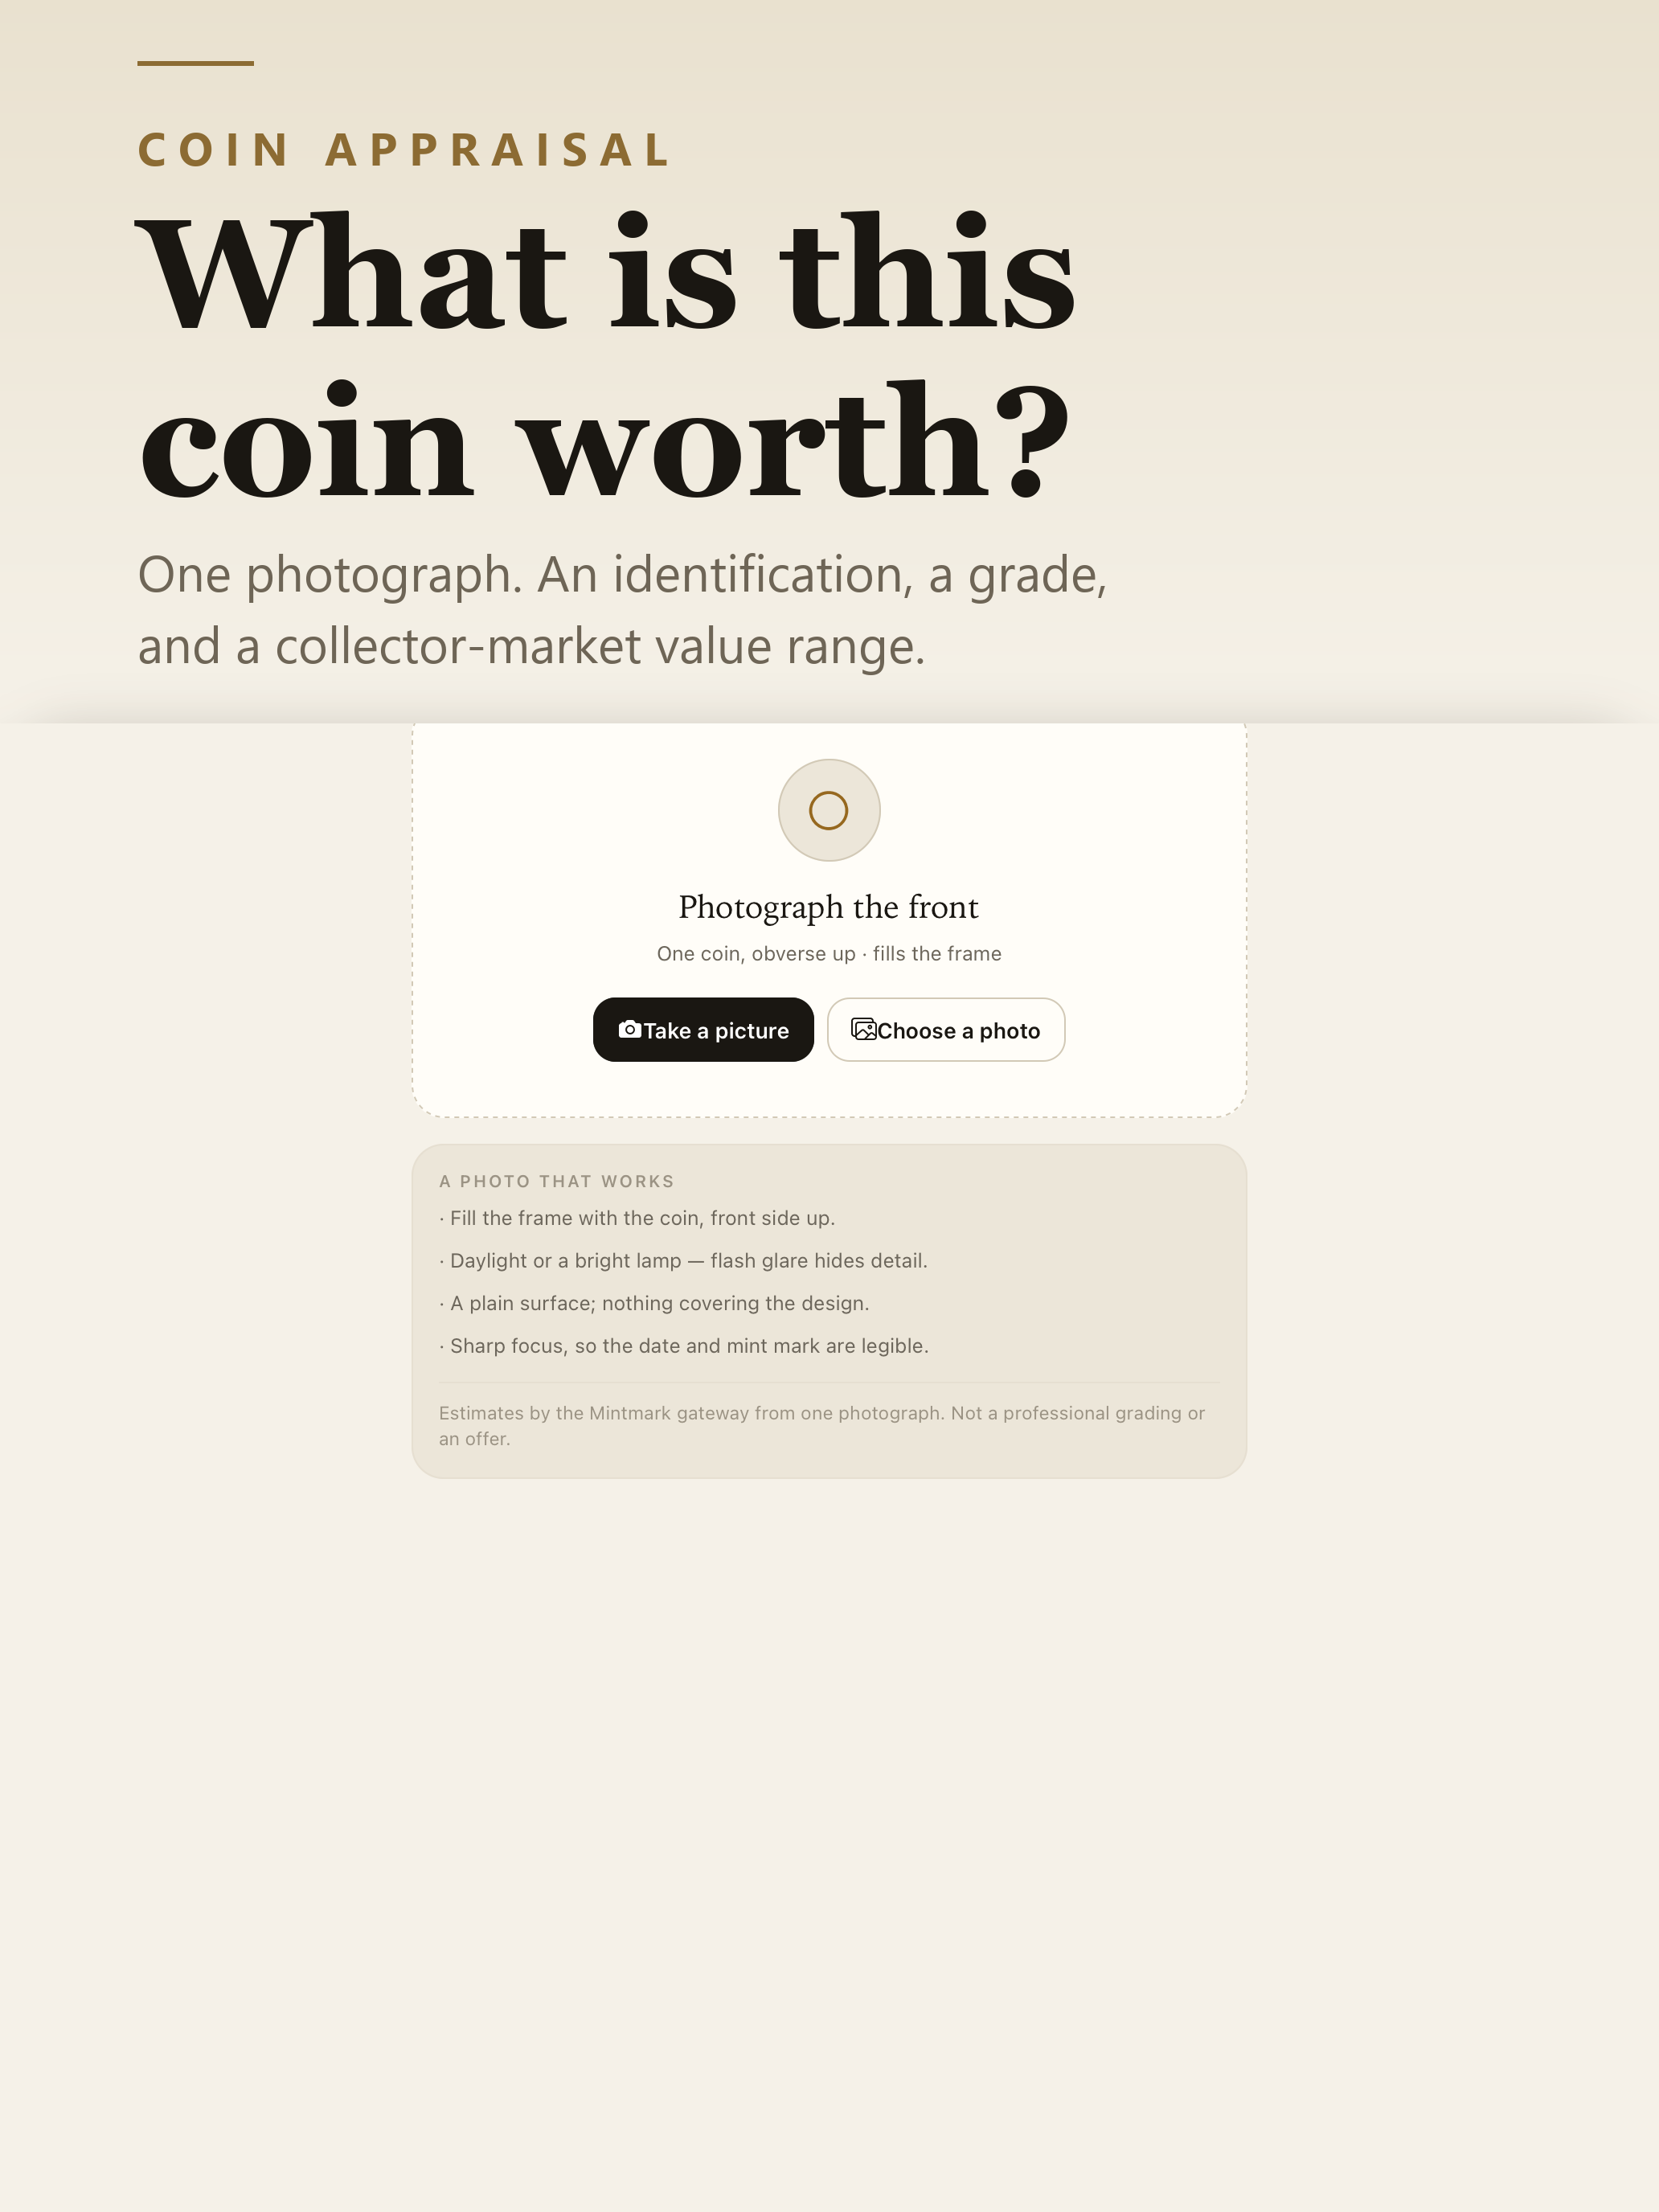 COIN APPRAISAL
What is this
coin worth?
One photograph. An identification, a grade,
and a collector-market value range.
Photograph the front
One coin, obverse up · fills the frame
Take a picture
Choose a photo
A PHOTO THAT WORKS
· Fill the frame with the coin, front side up.
· Daylight or a bright lamp — flash glare hides detail.
· A plain surface; nothing covering the design.
· Sharp focus, so the date and mint mark are legible.
Estimates by the Mintmark gateway from one photograph. Not a professional grading or
an offer.